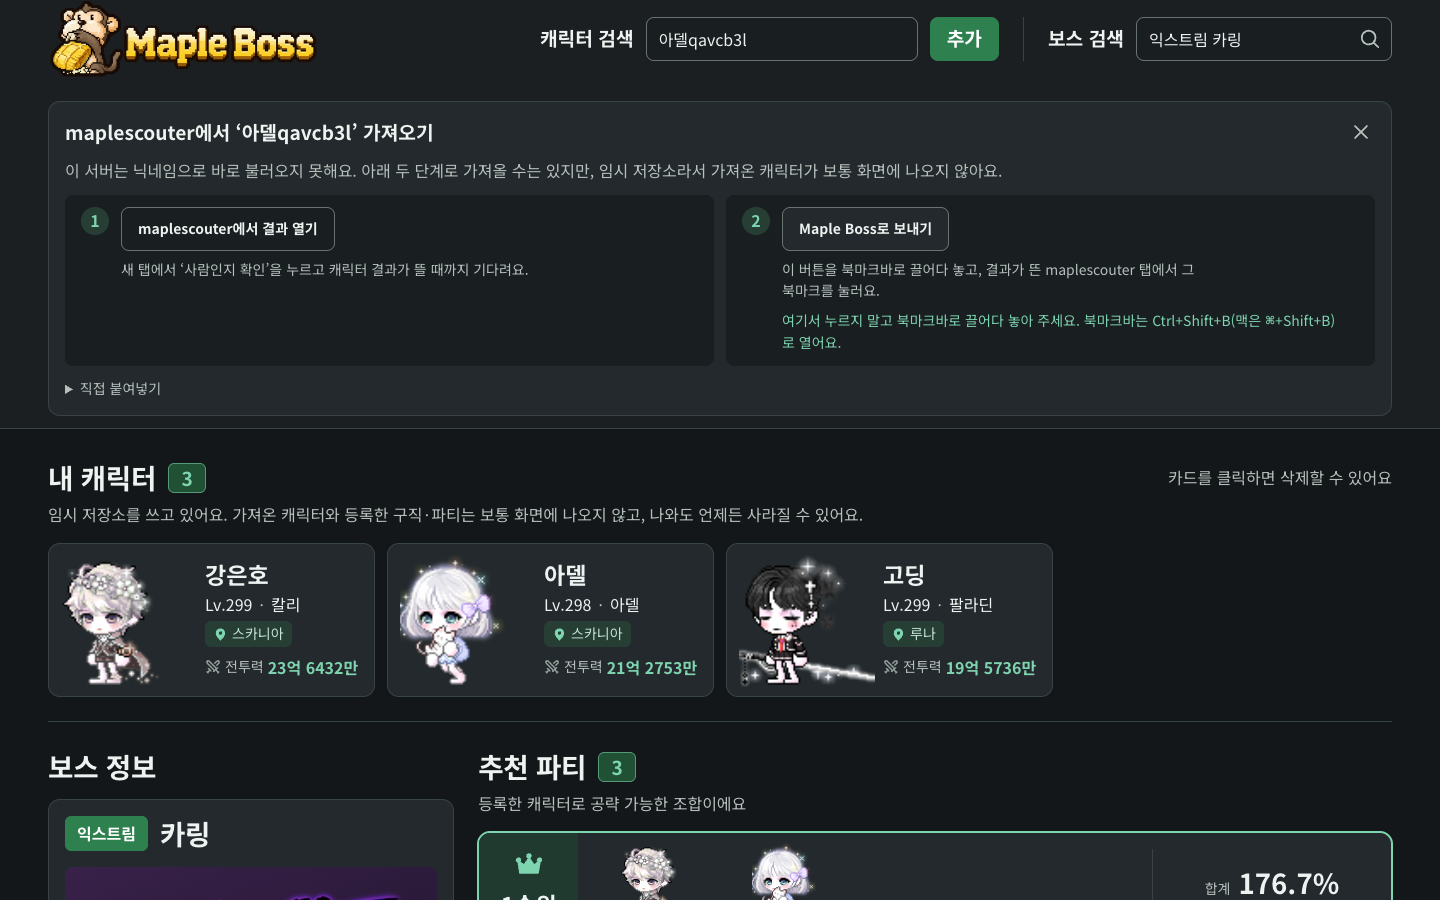 Maple Boss
캐릭터 검색
아델qavcb3l
추가
보스 검색
익스트림 카링
maplescouter에서 ‘아델qavcb3l’ 가져오기
이 서버는 닉네임으로 바로 불러오지 못해요. 아래 두 단계로 가져올 수는 있지만, 임시 저장소라서 가져온 캐릭터가 보통 화면에 나오지 않아요.
1
maplescouter에서 결과 열기
새 탭에서 ‘사람인지 확인’을 누르고 캐릭터 결과가 뜰 때까지 기다려요.
2
Maple Boss로 보내기
이 버튼을 북마크바로 끌어다 놓고, 결과가 뜬 maplescouter 탭에서 그
북마크를 눌러요.
여기서 누르지 말고 북마크바로 끌어다 놓아 주세요. 북마크바는 Ctrl+Shift+B(맥은 ⌘+Shift+B)
로 열어요.
▶ 직접 붙여넣기
내 캐릭터 3
카드를 클릭하면 삭제할 수 있어요
임시 저장소를 쓰고 있어요. 가져온 캐릭터와 등록한 구직·파티는 보통 화면에 나오지 않고, 나와도 언제든 사라질 수 있어요.
강은호
Lv.299 · 칼리
스카니아
전투력 23억 6432만
아델
Lv.298 · 아델
스카니아
전투력 21억 2753만
고딩
Lv.299 · 팔라딘
루나
전투력 19억 5736만
보스 정보
익스트림 카링
추천 파티 3
등록한 캐릭터로 공략 가능한 조합이에요
합계 176.7%